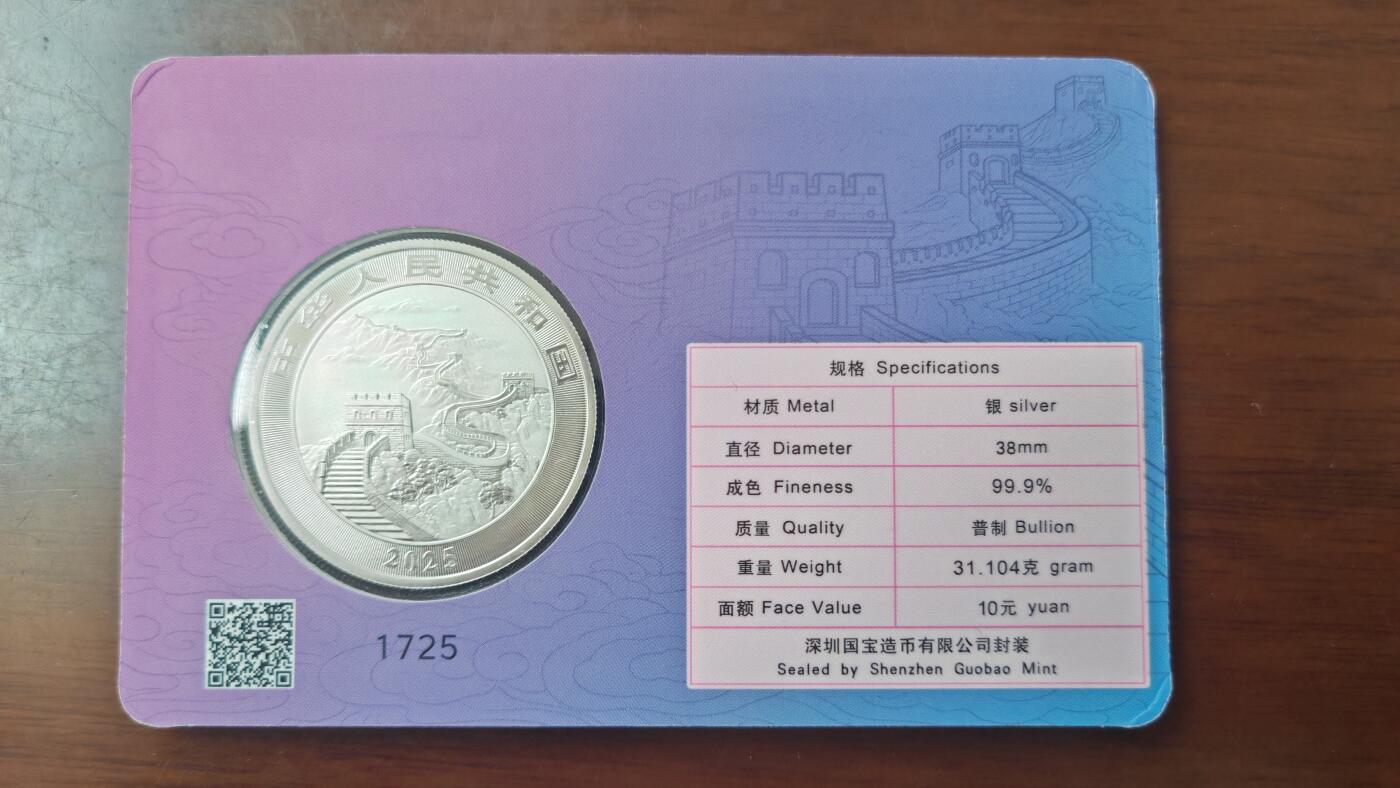 中华人民共和国
2025
1725
规格 Specifications
材质 Metal 银 silver
直径 Diameter 38mm
成色 Fineness 99.9%
质量 Quality 普制 Bullion
重量 Weight 31.104克 gram
面额 Face Value 10元 yuan
深圳国宝造币有限公司封装
Sealed by Shenzhen Guobao Mint